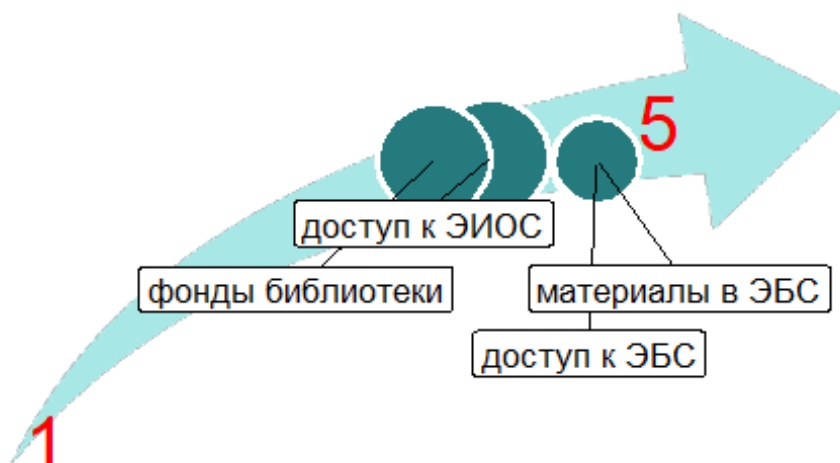 5
доступ к ЭИОС
фонды библиотеки
материалы в ЭБС
доступ к ЭБС
1